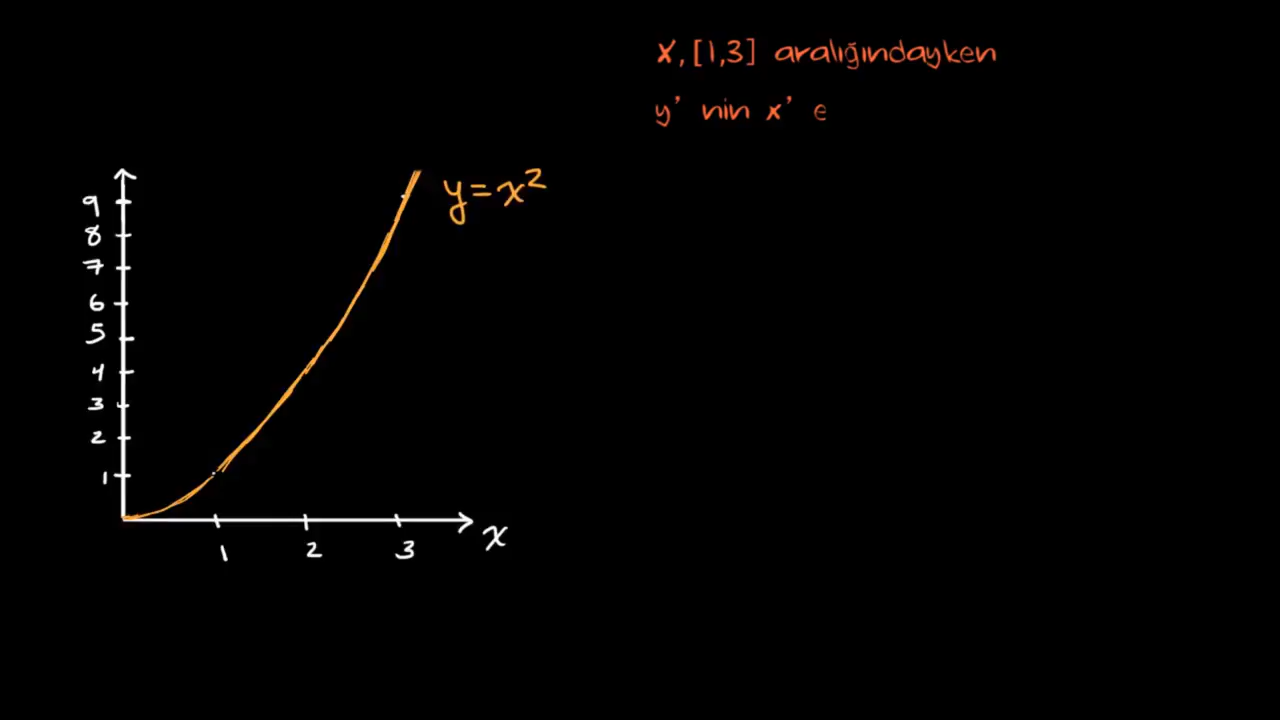 x, [1,3] aralığındayken
y' nin x' e
y=x²
9
8
7
6
5
4
3
2
1
x
1 2 3